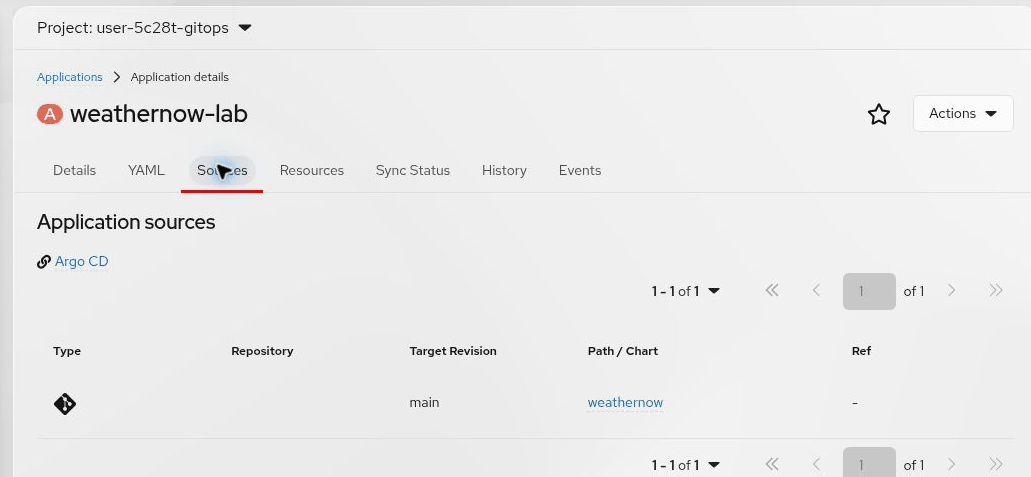 Project: user-5c28t-gitops
Applications > Application details
A weathernow-lab
Actions
Details YAML Sources Resources Sync Status History Events
Application sources
Argo CD
1 - 1 of 1 1 of 1
Type Repository Target Revision Path / Chart Ref
main weathernow -
1 - 1 of 1 1 of 1